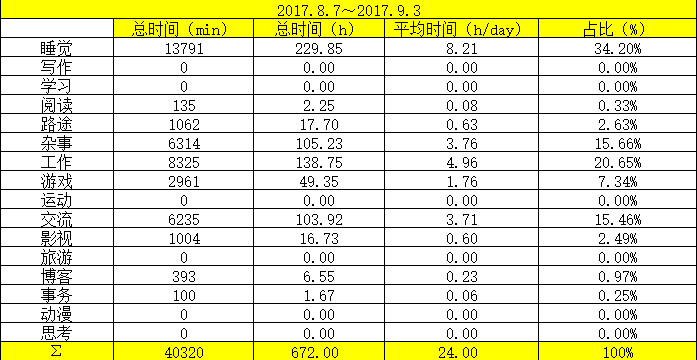 2017.8.7～2017.9.3
总时间（min） 总时间（h） 平均时间（h/day） 占比（%）
睡觉 13791 229.85 8.21 34.20%
写作 0 0.00 0.00 0.00%
学习 0 0.00 0.00 0.00%
阅读 135 2.25 0.08 0.33%
路途 1062 17.70 0.63 2.63%
杂事 6314 105.23 3.76 15.66%
工作 8325 138.75 4.96 20.65%
游戏 2961 49.35 1.76 7.34%
运动 0 0.00 0.00 0.00%
交流 6235 103.92 3.71 15.46%
影视 1004 16.73 0.60 2.49%
旅游 0 0.00 0.00 0.00%
博客 393 6.55 0.23 0.97%
事务 100 1.67 0.06 0.25%
动漫 0 0.00 0.00 0.00%
思考 0 0.00 0.00 0.00%
Σ 40320 672.00 24.00 100%